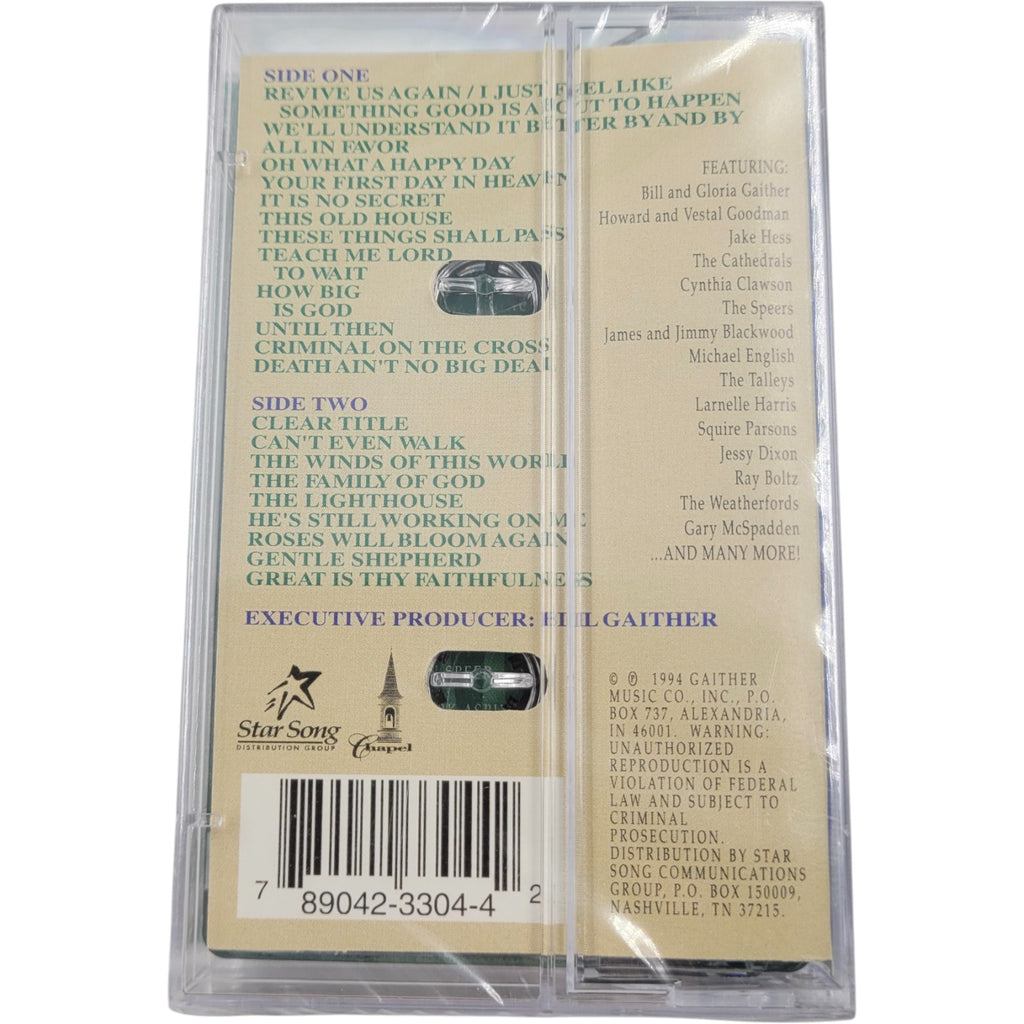 SIDE ONE
REVIVE US AGAIN / I JUST FEEL LIKE
SOMETHING GOOD IS ABOUT TO HAPPEN
WE'LL UNDERSTAND IT BETTER BY AND BY
ALL IN FAVOR
OH WHAT A HAPPY DAY
YOUR FIRST DAY IN HEAVEN
IT IS NO SECRET
THIS OLD HOUSE
THESE THINGS SHALL PASS
TEACH ME LORD
TO WAIT
HOW BIG
IS GOD
UNTIL THEN
CRIMINAL ON THE CROSS
DEATH AIN'T NO BIG DEAL
SIDE TWO
CLEAR TITLE
CAN'T EVEN WALK
THE WINDS OF THIS WORLD
THE FAMILY OF GOD
THE LIGHTHOUSE
HE'S STILL WORKING ON ME
ROSES WILL BLOOM AGAIN
GENTLE SHEPHERD
GREAT IS THY FAITHFULNESS
EXECUTIVE PRODUCER: BILL GAITHER
FEATURING:
Bill and Gloria Gaither
Howard and Vestal Goodman
Jake Hess
The Cathedrals
Cynthia Clawson
The Speers
James and Jimmy Blackwood
Michael English
The Talleys
Larnelle Harris
Squire Parsons
Jessy Dixon
Ray Boltz
The Weatherfords
Gary McSpadden
...AND MANY MORE!
Star Song
DISTRIBUTION GROUP
Chapel
7 89042-3304-4 2
© ℗ 1994 GAITHER
MUSIC CO., INC., P.O.
BOX 737, ALEXANDRIA,
IN 46001. WARNING:
UNAUTHORIZED
REPRODUCTION IS A
VIOLATION OF FEDERAL
LAW AND SUBJECT TO
CRIMINAL
PROSECUTION.
DISTRIBUTION BY STAR
SONG COMMUNICATIONS
GROUP, P.O. BOX 150009,
NASHVILLE, TN 37215.